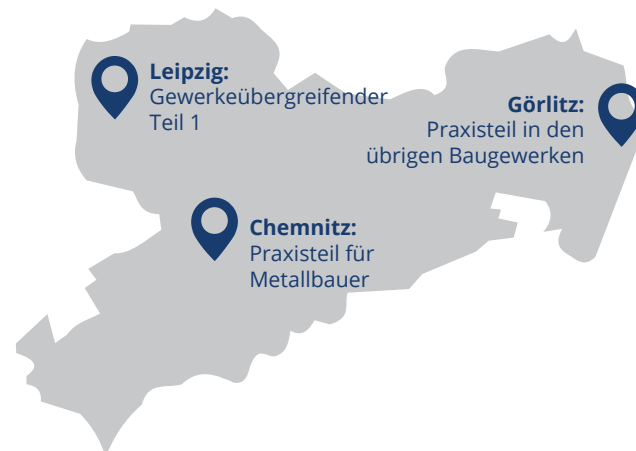 Leipzig:
Gewerkeübergreifender
Teil 1
Görlitz:
Praxisteil in den
übrigen Baugewerken
Chemnitz:
Praxisteil für
Metallbauer